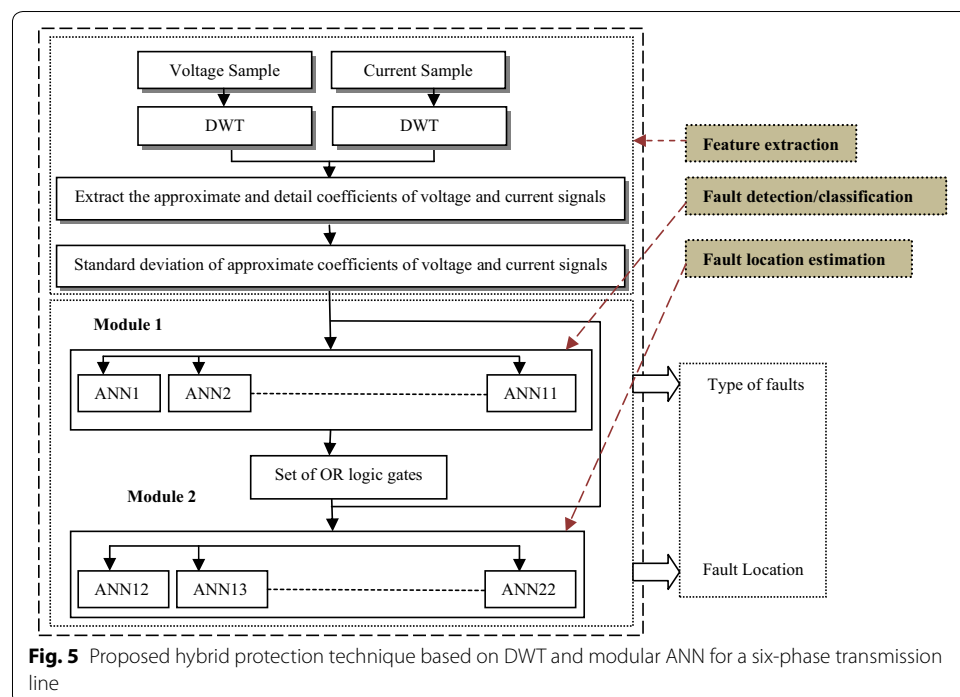 Voltage Sample
Current Sample
DWT
DWT
Feature extraction
Extract the approximate and detail coefficients of voltage and current signals
Fault detection/classification
Standard deviation of approximate coefficients of voltage and current signals
Fault location estimation
Module 1
ANN1
ANN2
ANN11
Type of faults
Set of OR logic gates
Module 2
ANN12
ANN13
ANN22
Fault Location
Fig. 5 Proposed hybrid protection technique based on DWT and modular ANN for a six-phase transmission
line